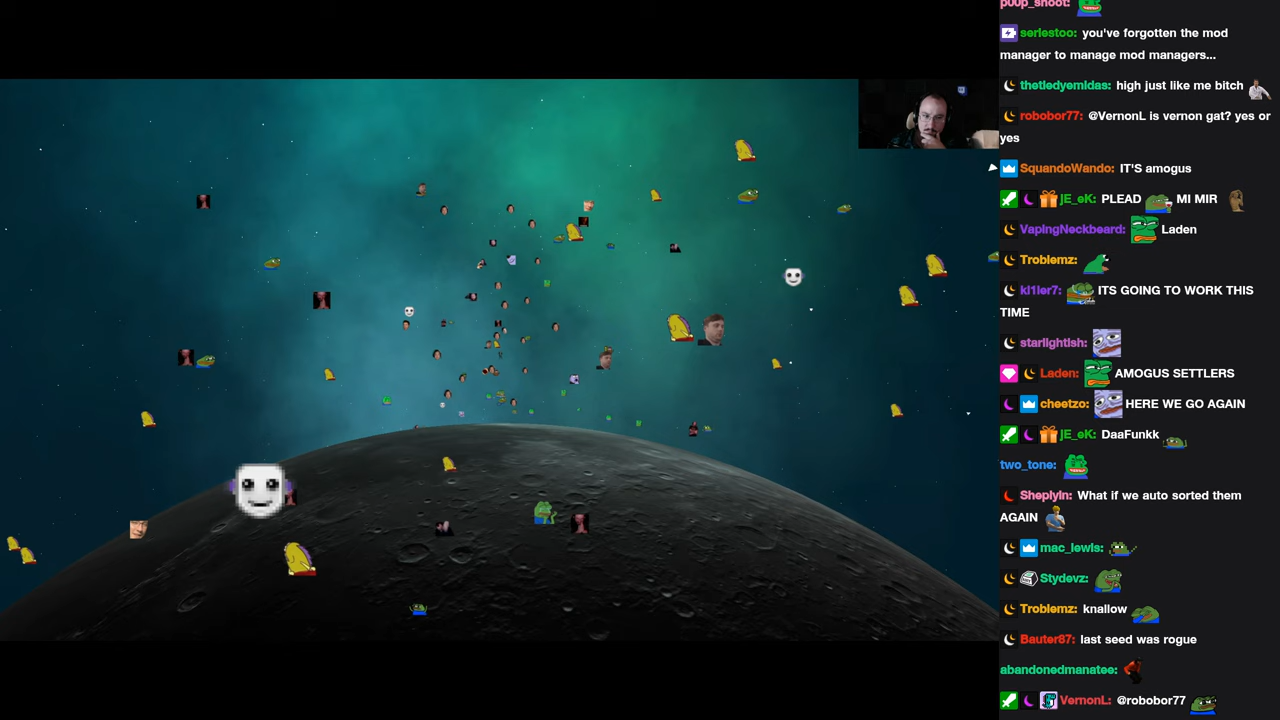 p00p_shoot:
seriestoo: you've forgotten the mod
manager to manage mod managers...
thetiedyemidas: high just like me bitch
robobor77: @VernonL is vernon gat? yes or
yes
SquandoWando: IT'S amogus
jE_eK: PLEAD MI MIR
VapingNeckbeard: Laden
Troblemz:
ki1ler7: ITS GOING TO WORK THIS
TIME
starlightish:
Laden: AMOGUS SETTLERS
cheetzo: HERE WE GO AGAIN
jE_eK: DaaFunkk
two_tone:
Sheplyin: What if we auto sorted them
AGAIN
mac_lewis:
Stydevz:
Troblemz: knallow
Bauter87: last seed was rogue
abandonedmanatee:
VernonL: @robobor77